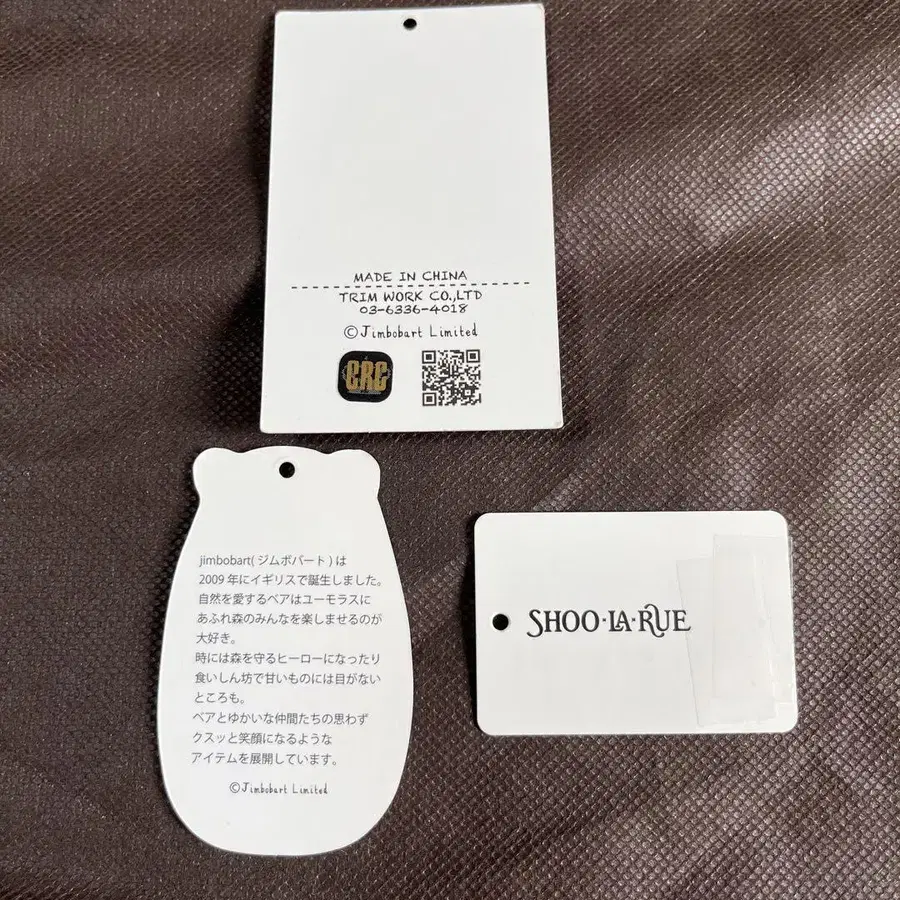 MADE IN CHINA
TRIM WORK CO.,LTD
03-6336-4018
©Jimbobart Limited
CRC
jimbobart(ジムボバート)は
2009年にイギリスで誕生しました。
自然を愛するベアはユーモラスに
あふれ森のみんなを楽しませるのが
大好き。
時には森を守るヒーローになったり
食いしん坊で甘いものには目がない
ところも。
ベアとゆかいな仲間たちの思わず
クスッと笑顔になるような
アイテムを展開しています。
©Jimbobart Limited
SHOO·LA·RUE